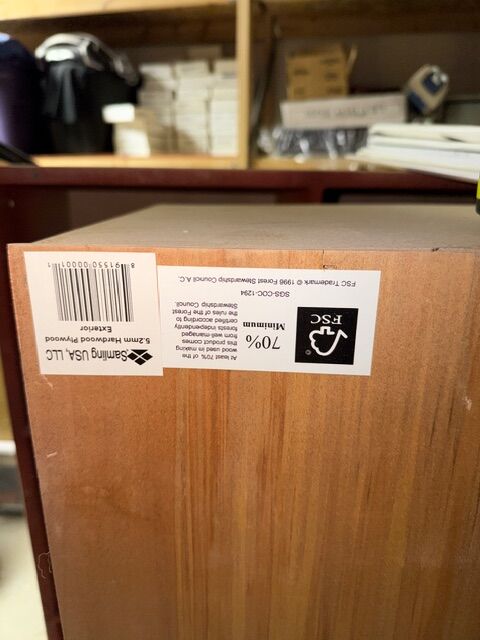 Samling USA, LLC
5.2mm Hardwood Plywood
Exterior
8 91550 00001 1
FSC
70%
Minimum
At least 70% of the
wood used in making
this product comes
from well-managed
forests independently
certified according to
the rules of the Forest
Stewardship Council.
SGS-COC-1294
FSC Trademark © 1996 Forest Stewardship Council A.C.